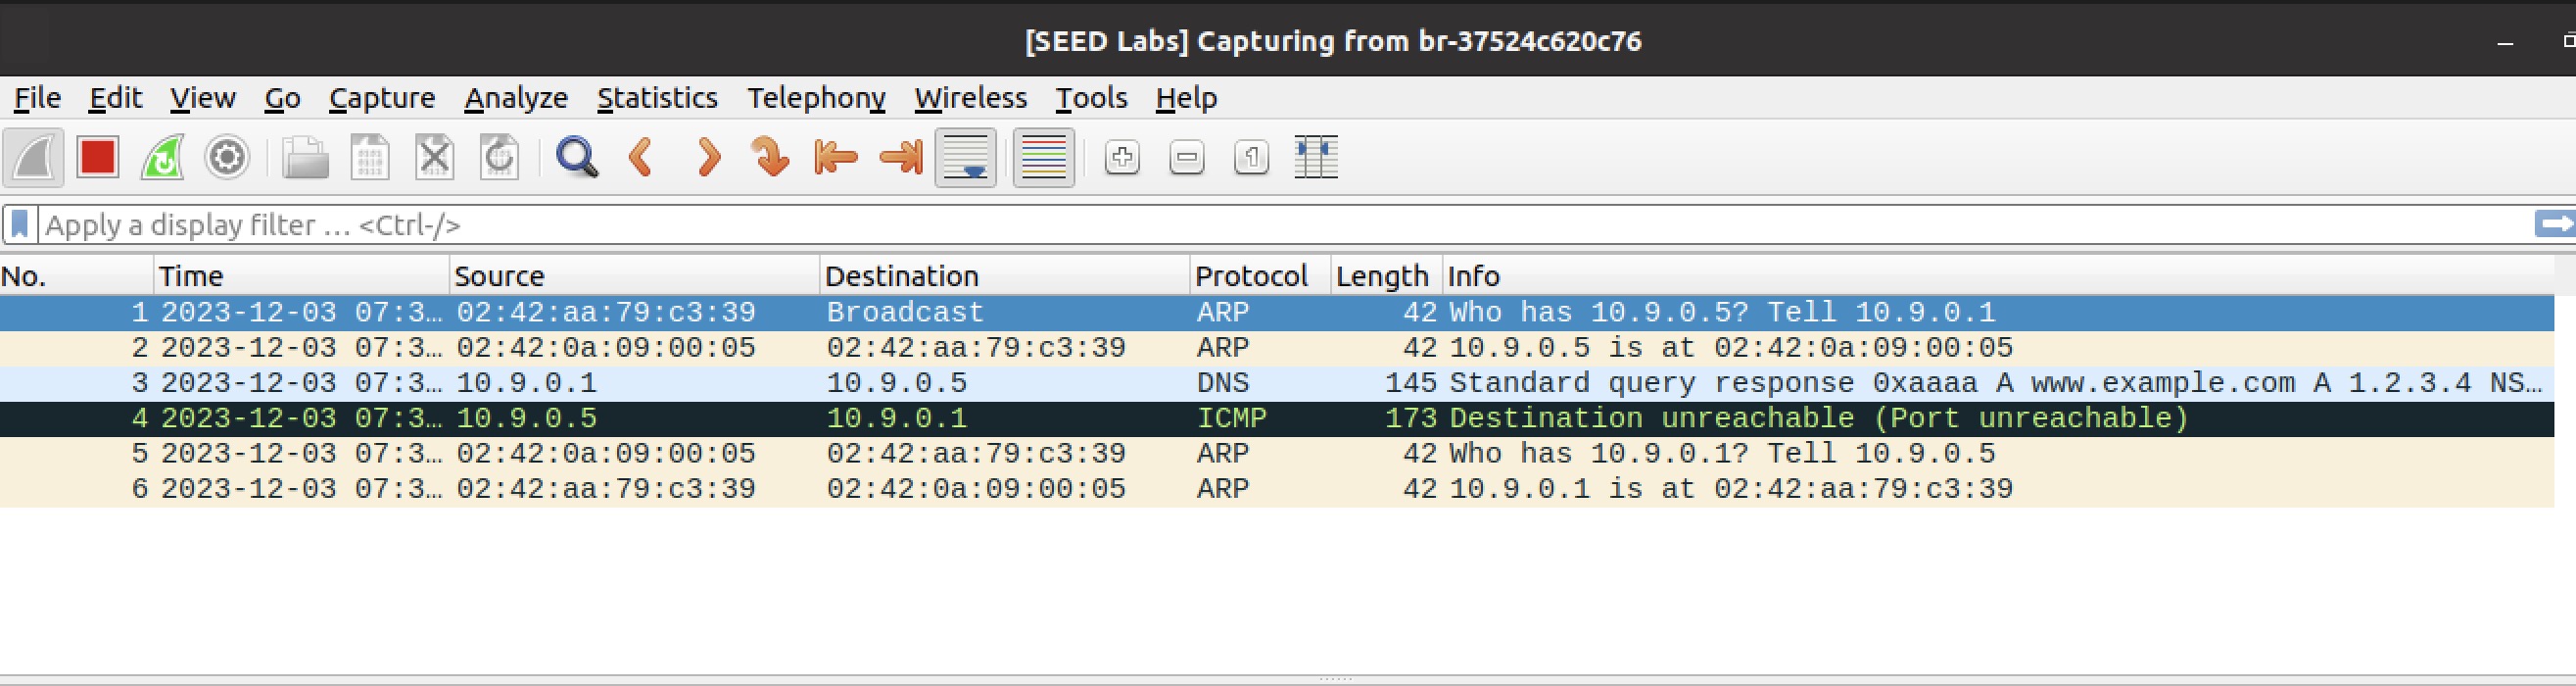 [SEED Labs] Capturing from br-37524c620c76
File Edit View Go Capture Analyze Statistics Telephony Wireless Tools Help
Apply a display filter … <Ctrl-/>
No. Time Source Destination Protocol Length Info
1 2023-12-03 07:3… 02:42:aa:79:c3:39 Broadcast ARP 42 Who has 10.9.0.5? Tell 10.9.0.1
2 2023-12-03 07:3… 02:42:0a:09:00:05 02:42:aa:79:c3:39 ARP 42 10.9.0.5 is at 02:42:0a:09:00:05
3 2023-12-03 07:3… 10.9.0.1 10.9.0.5 DNS 145 Standard query response 0xaaaa A www.example.com A 1.2.3.4 NS…
4 2023-12-03 07:3… 10.9.0.5 10.9.0.1 ICMP 173 Destination unreachable (Port unreachable)
5 2023-12-03 07:3… 02:42:0a:09:00:05 02:42:aa:79:c3:39 ARP 42 Who has 10.9.0.1? Tell 10.9.0.5
6 2023-12-03 07:3… 02:42:aa:79:c3:39 02:42:0a:09:00:05 ARP 42 10.9.0.1 is at 02:42:aa:79:c3:39